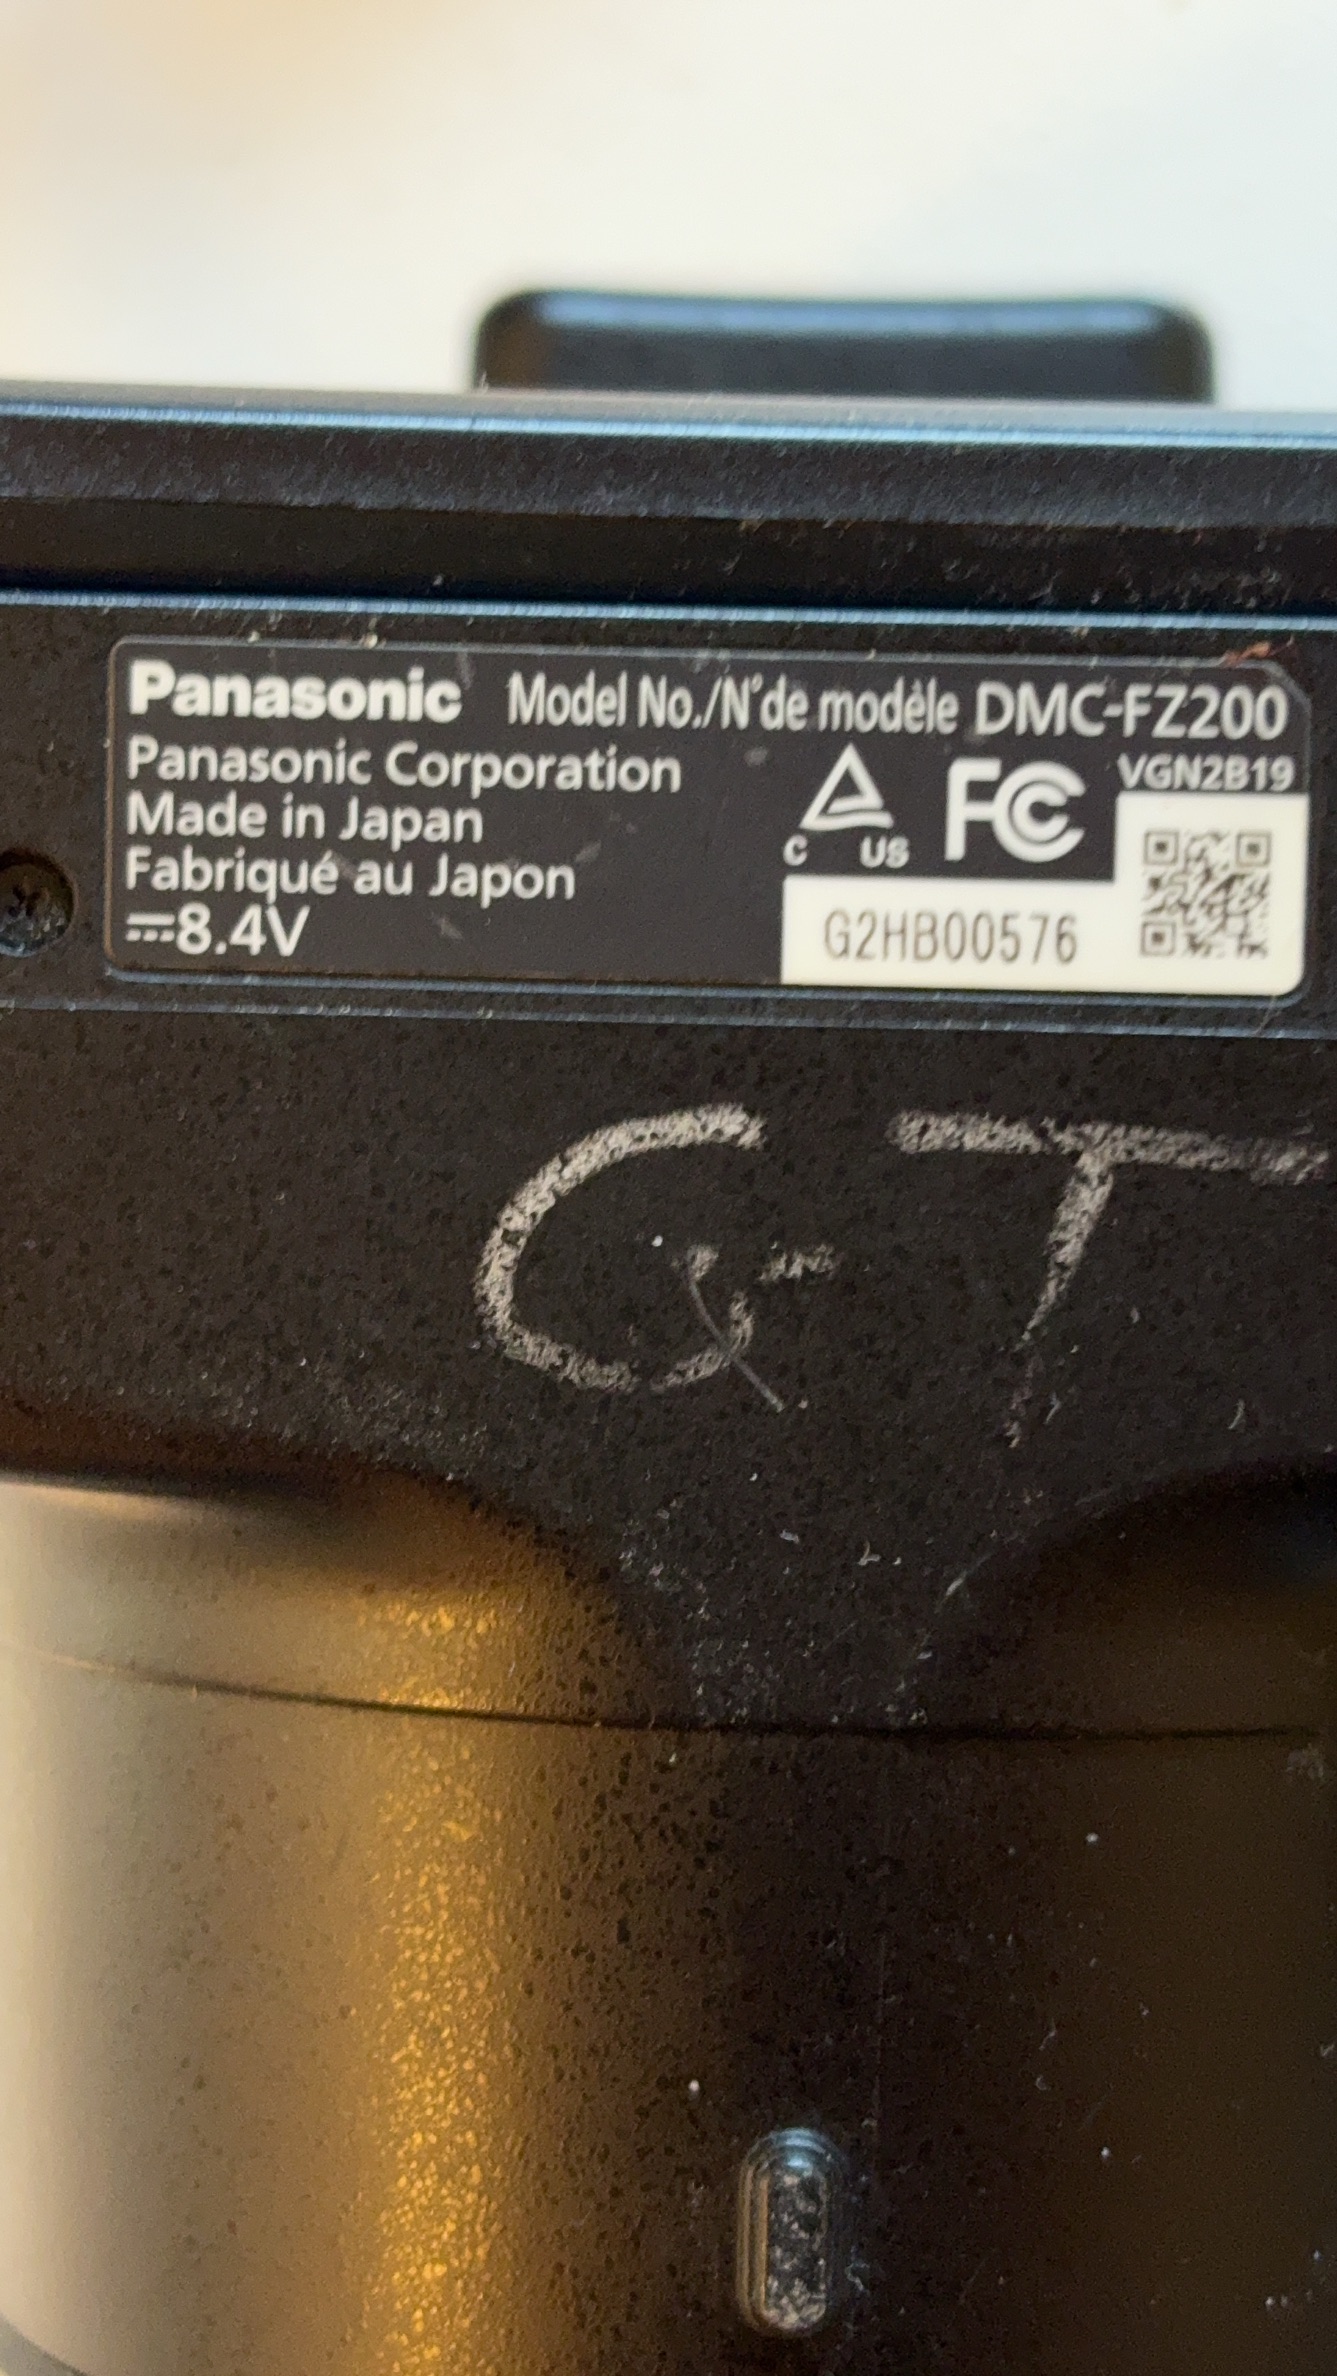 Panasonic Model No./N°de modèle DMC-FZ200
Panasonic Corporation
VGN2B19
Made in Japan
Fabriqué au Japon
C US FC
8.4V
G2HB00576
GT